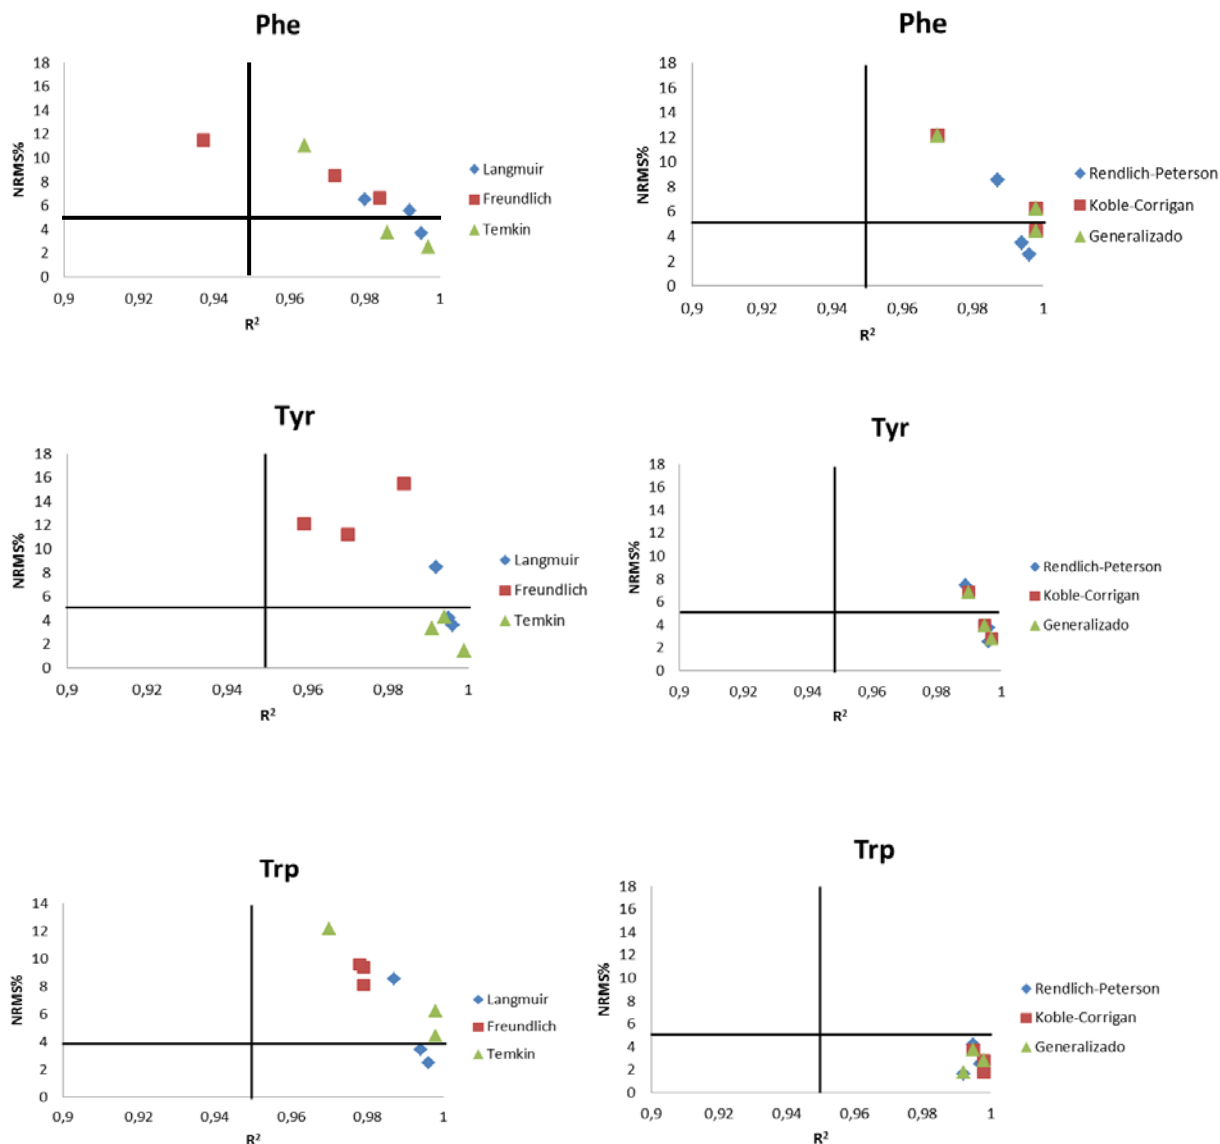 Phe
NRMS%
18
16
14
12
10
8
6
4
2
0
0,9 0,92 0,94 0,96 0,98 1
R²
Langmuir
Freundlich
Temkin
Phe
NRMS%
18
16
14
12
10
8
6
4
2
0
0,9 0,92 0,94 0,96 0,98 1
R²
Rendlich-Peterson
Koble-Corrigan
Generalizado
Tyr
NRMS%
18
16
14
12
10
8
6
4
2
0
0,9 0,92 0,94 0,96 0,98 1
R²
Langmuir
Freundlich
Temkin
Tyr
NRMS%
18
16
14
12
10
8
6
4
2
0
0,9 0,92 0,94 0,96 0,98 1
R²
Rendlich-Peterson
Koble-Corrigan
Generalizado
Trp
NRMS%
14
12
10
8
6
4
2
0
0,9 0,92 0,94 0,96 0,98 1
R²
Langmuir
Freundlich
Temkin
Trp
NRMS%
18
16
14
12
10
8
6
4
2
0
0,9 0,92 0,94 0,96 0,98 1
R²
Rendlich-Peterson
Koble-Corrigan
Generalizado